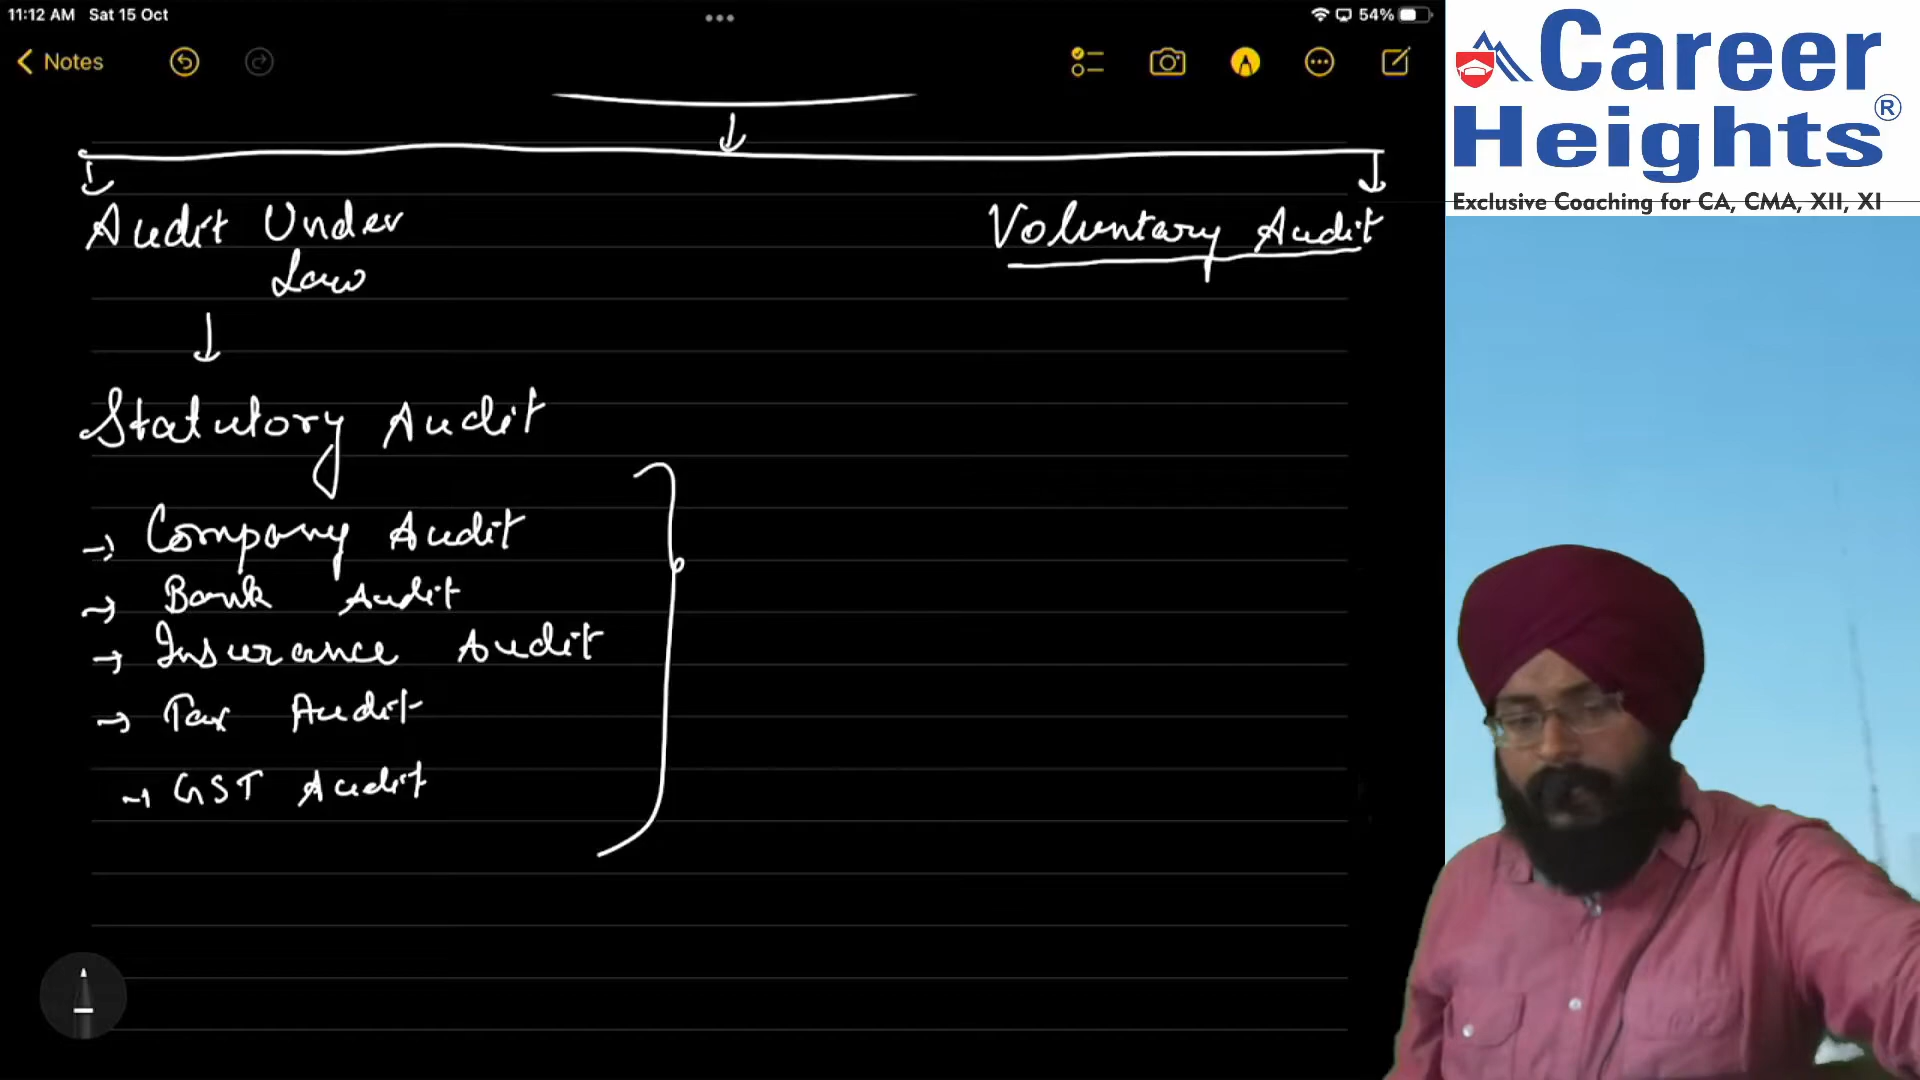 11:12 AM Sat 15 Oct
54%
Notes
Career
Heights®
Exclusive Coaching for CA, CMA, XII, XI
Audit Under
Law
Voluntary Audit
Statutory Audit
→ Company Audit
→ Bank Audit
→ Insurance Audit
→ Tax Audit
→ GST Audit